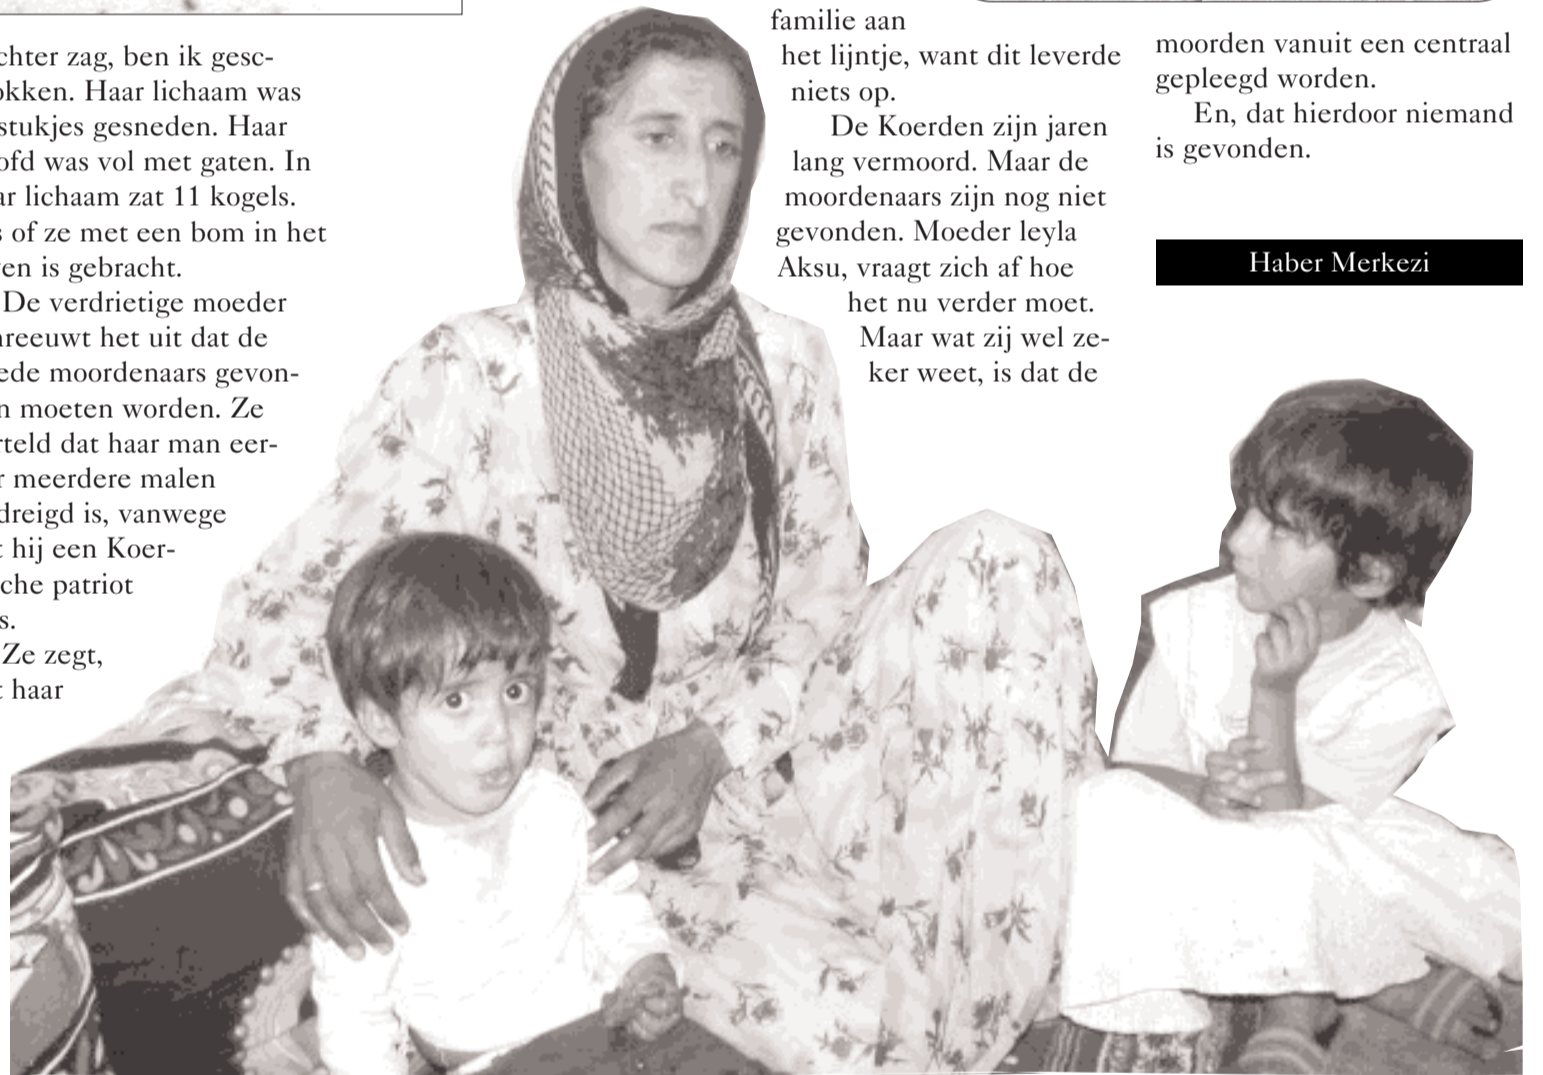 chter zag, ben ik gesc-
okken. Haar lichaam was
stukjes gesneden. Haar
ofd was vol met gaten. In
ar lichaam zat 11 kogels.
s of ze met een bom in het
en is gebracht.
De verdrietige moeder
reeuwt het uit dat de
ede moordenaars gevon-
n moeten worden. Ze
rteld dat haar man eer-
r meerdere malen
dreigd is, vanwege
t hij een Koer-
che patriot
s.
Ze zegt,
t haar
familie aan
het lijntje, want dit leverde
niets op.
De Koerden zijn jaren
lang vermoord. Maar de
moordenaars zijn nog niet
gevonden. Moeder leyla
Aksu, vraagt zich af hoe
het nu verder moet.
Maar wat zij wel ze-
ker weet, is dat de
moorden vanuit een centraal
gepleegd worden.
En, dat hierdoor niemand
is gevonden.
Haber Merkezi